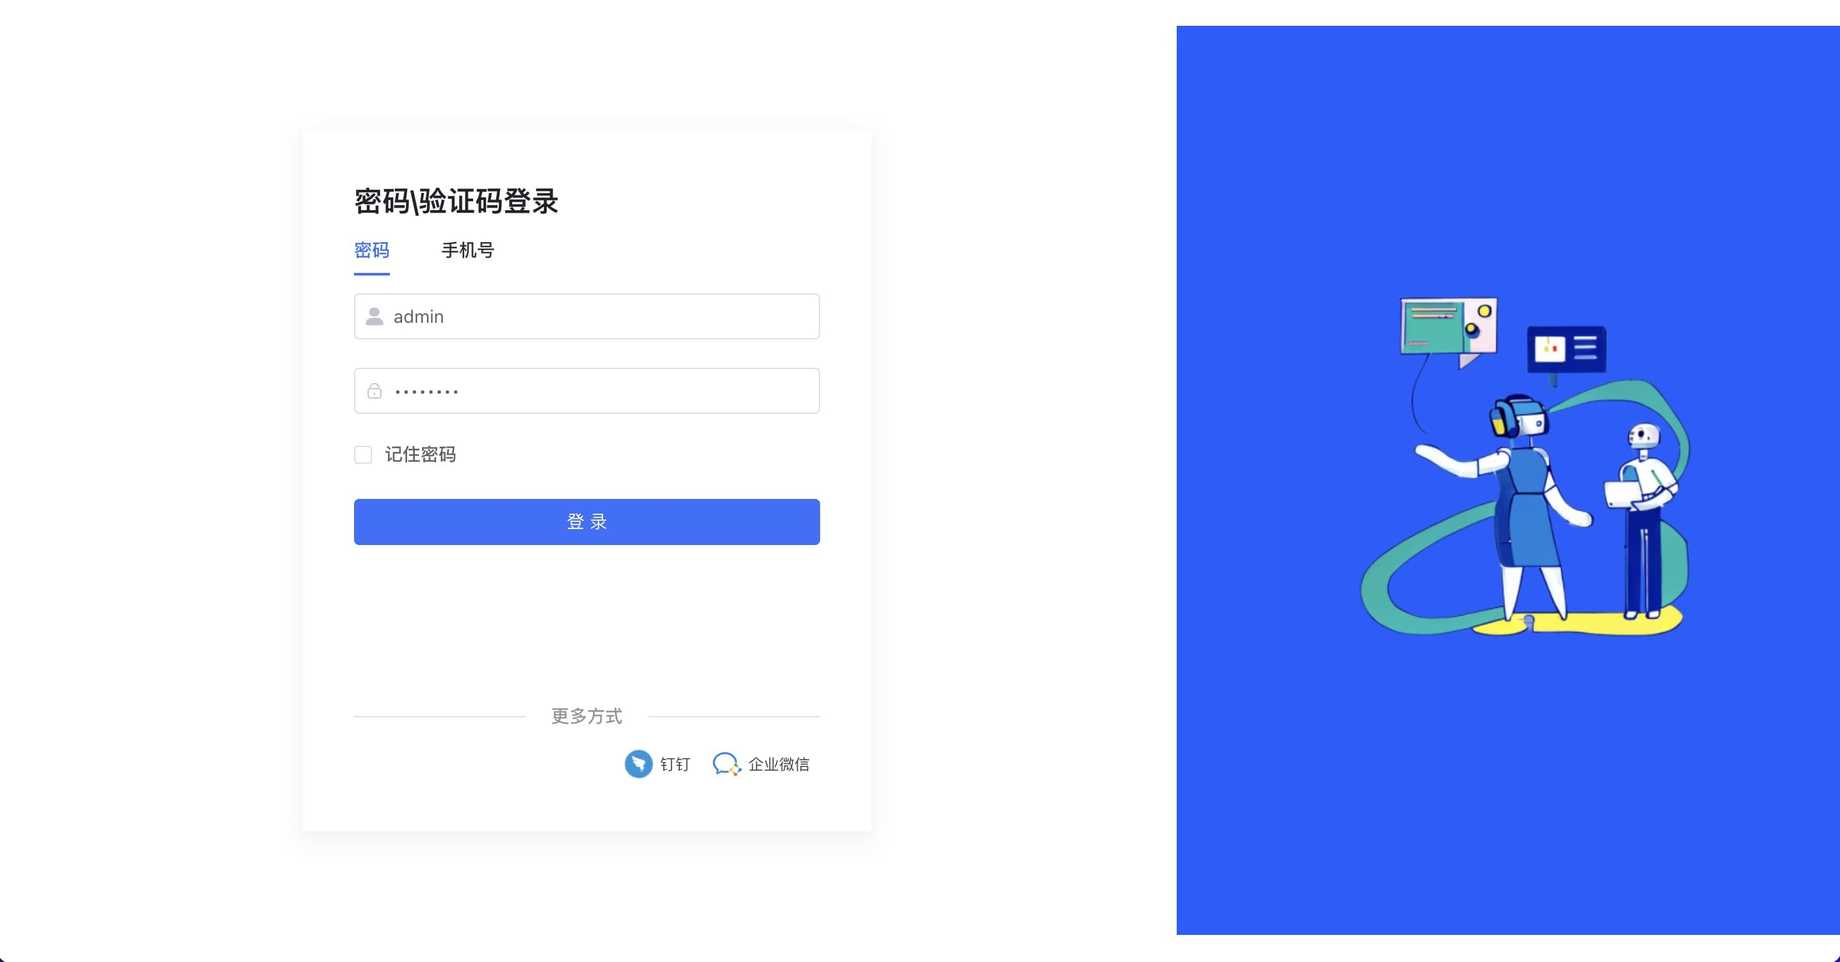 密码\验证码登录
密码 手机号
admin
••••••••
记住密码
登 录
更多方式
钉钉 企业微信